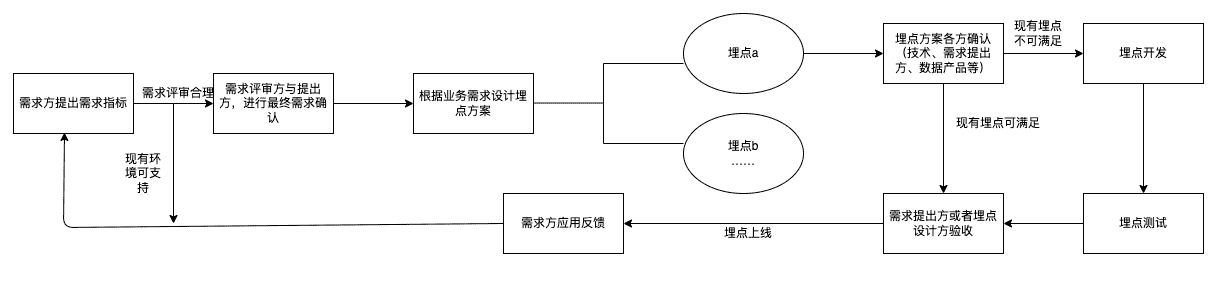 需求方提出需求指标
需求评审合理
现有环
境可支
持
需求评审方与提出
方，进行最终需求确
认
根据业务需求设计埋
点方案
埋点a
埋点b
……
埋点方案各方确认
（技术、需求提出
方、数据产品等）
现有埋点
不可满足
埋点开发
现有埋点可满足
埋点测试
需求提出方或者埋点
设计方验收
埋点上线
需求方应用反馈